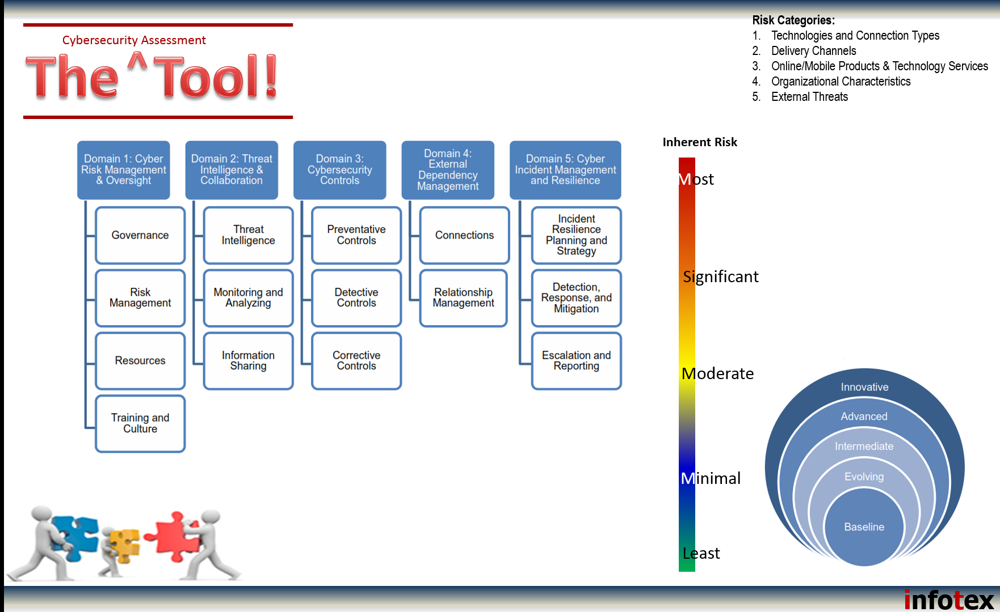 Cybersecurity Assessment
The ^ Tool!
Risk Categories:
1. Technologies and Connection Types
2. Delivery Channels
3. Online/Mobile Products & Technology Services
4. Organizational Characteristics
5. External Threats
Domain 1: Cyber
Risk Management
& Oversight
Governance
Risk
Management
Resources
Training and
Culture
Domain 2: Threat
Intelligence &
Collaboration
Threat
Intelligence
Monitoring and
Analyzing
Information
Sharing
Domain 3:
Cybersecurity
Controls
Preventative
Controls
Detective
Controls
Corrective
Controls
Domain 4:
External
Dependency
Management
Connections
Relationship
Management
Domain 5: Cyber
Incident Management
and Resilience
Incident
Resilience
Planning and
Strategy
Detection,
Response, and
Mitigation
Escalation and
Reporting
Inherent Risk
Most
Significant
Moderate
Minimal
Least
Innovative
Advanced
Intermediate
Evolving
Baseline
infotex